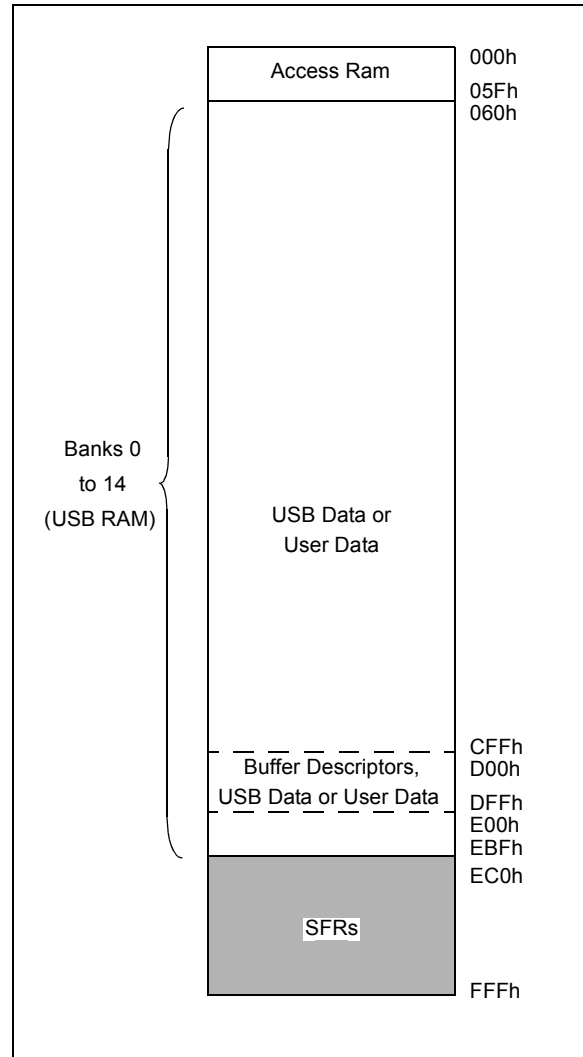 000h
Access Ram
05Fh
060h
Banks 0
to 14
(USB RAM)
USB Data or
User Data
CFFh
D00h
Buffer Descriptors,
USB Data or User Data
DFFh
E00h
EBFh
EC0h
SFRs
FFFh